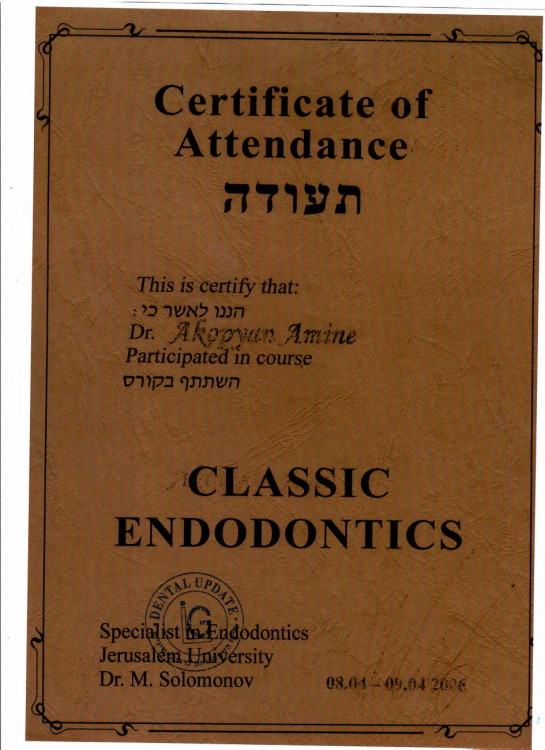 Certificate of
Attendance
תעודה
This is certify that:
הננו לאשר כי :
Dr. Akopyan Amine
Participated in course
השתתף בקורס
CLASSIC
ENDODONTICS
DENTAL UPDATE
Specialist in Endodontics
Jerusalem University
Dr. M. Solomonov
08.04 – 09.04 2006